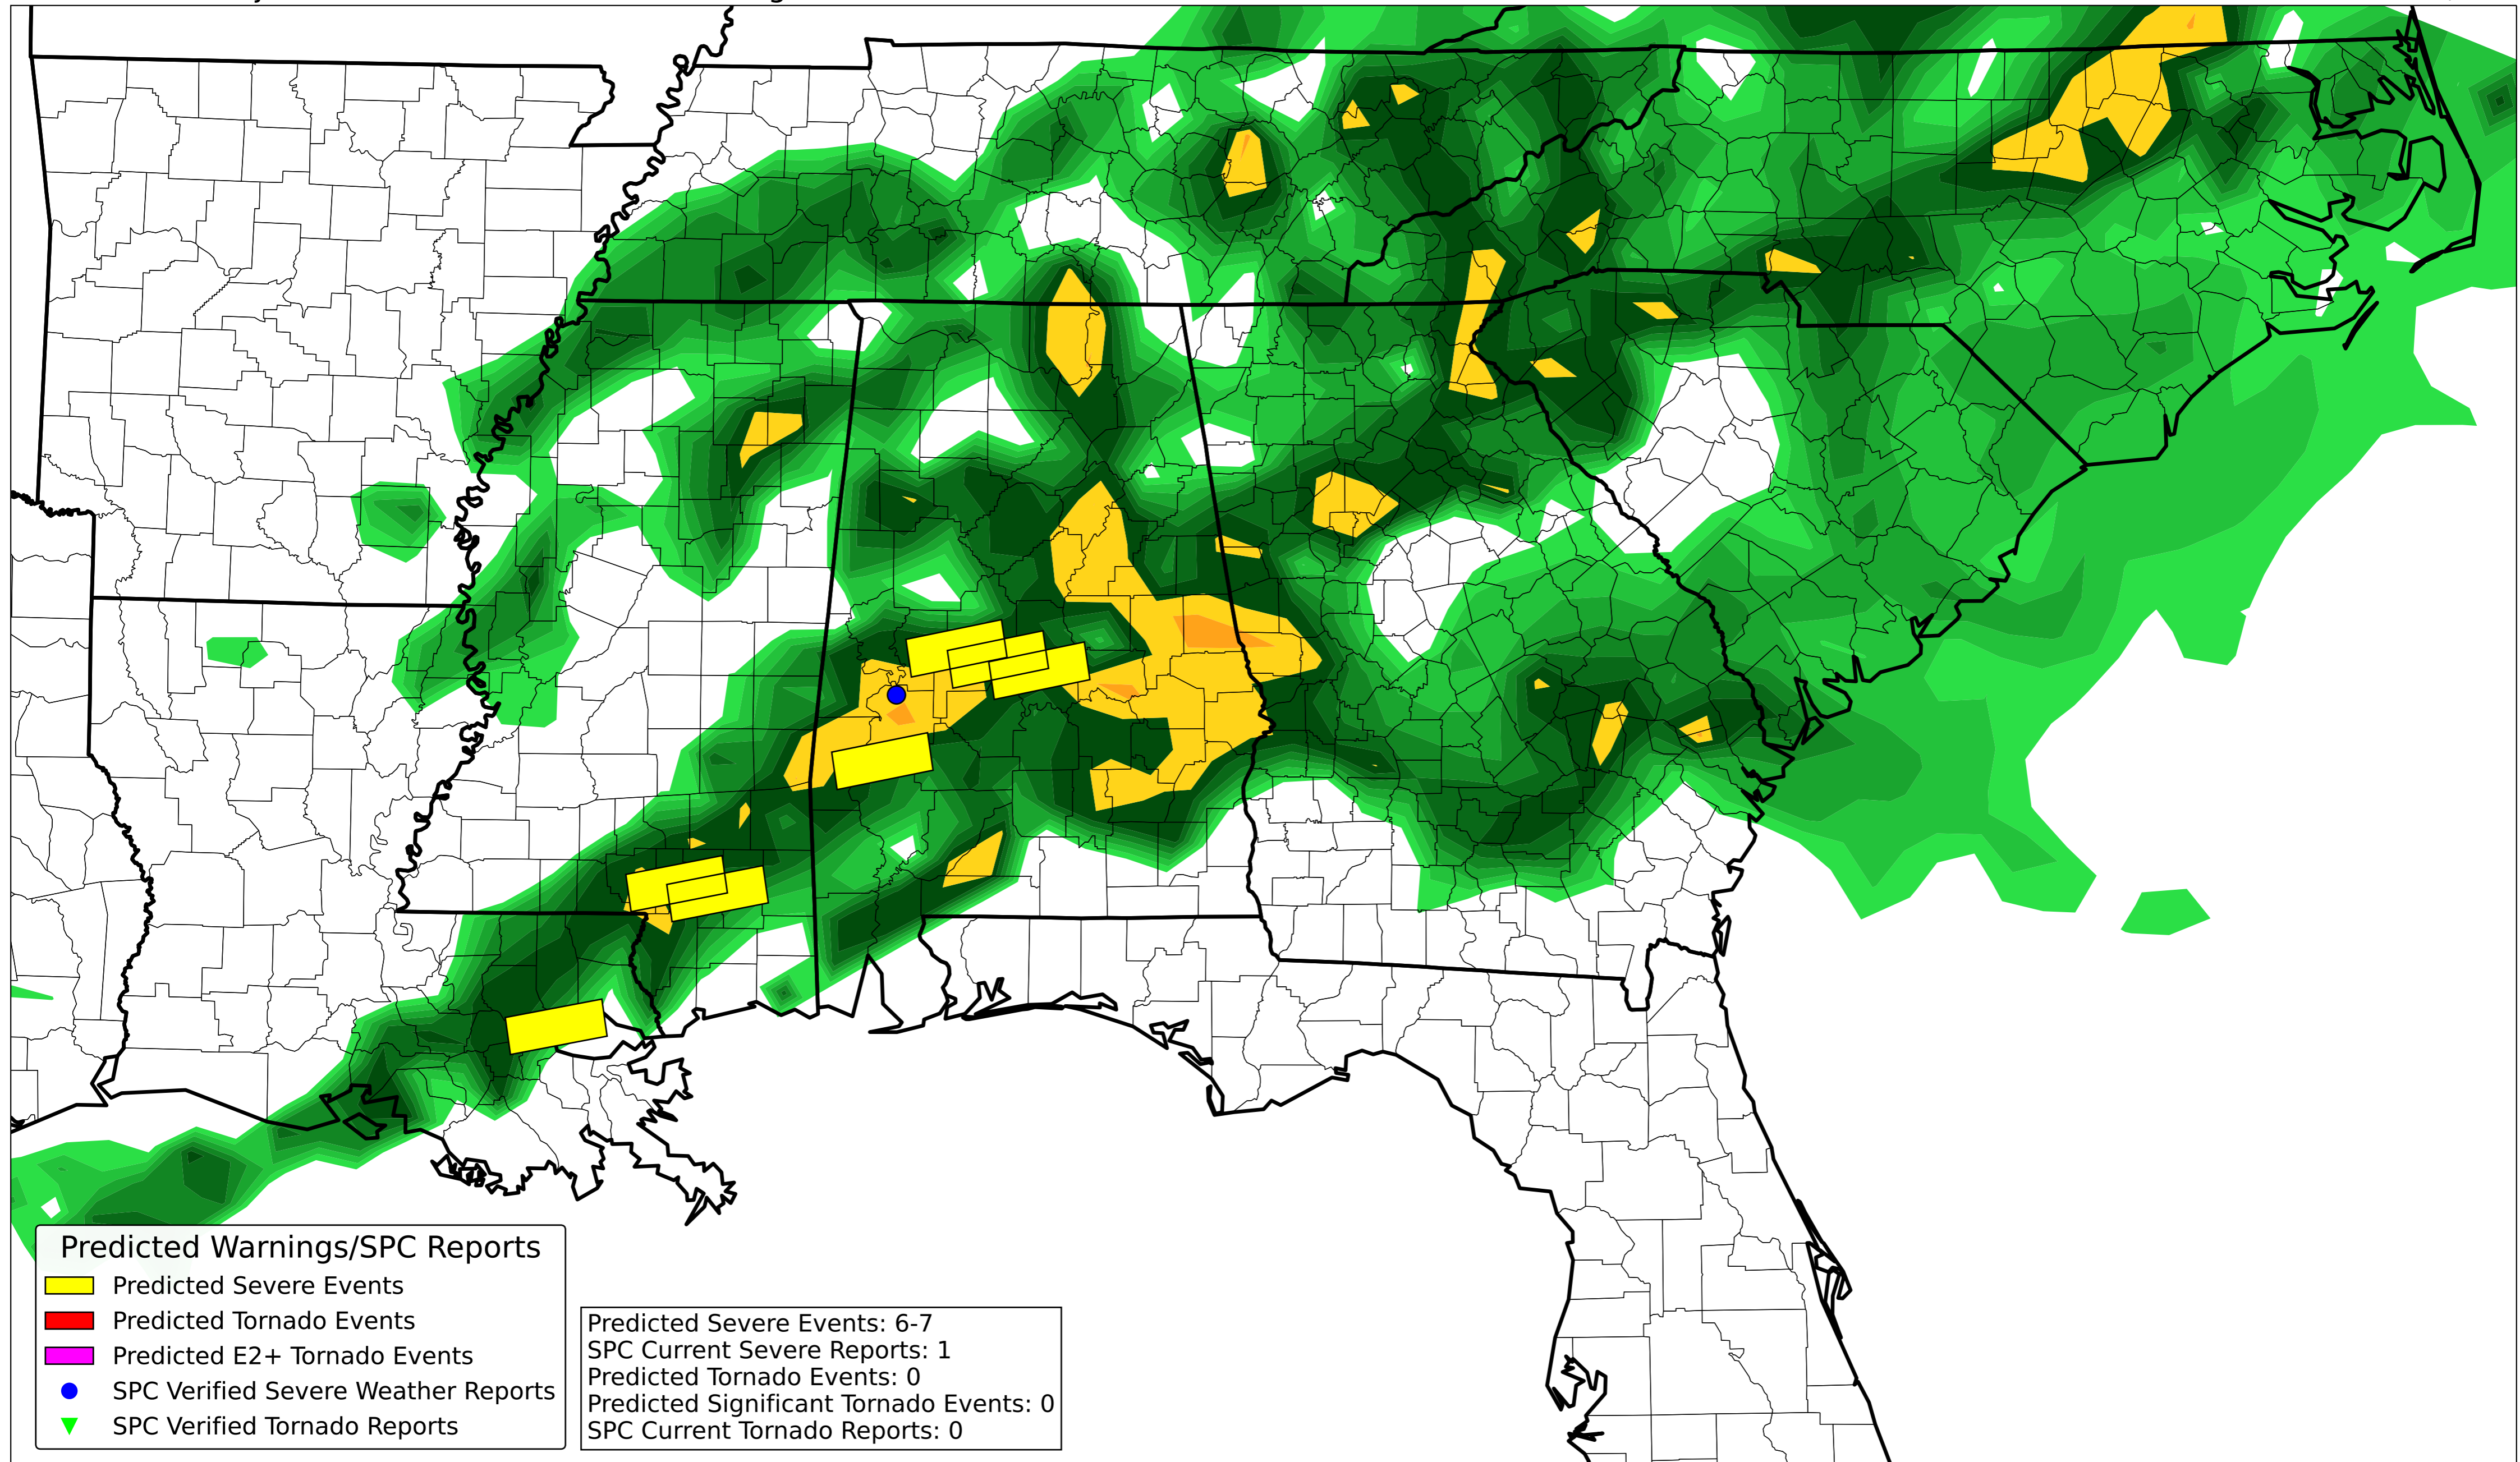 Predicted Warnings/SPC Reports
Predicted Severe Events
Predicted Tornado Events
Predicted E2+ Tornado Events
SPC Verified Severe Weather Reports
SPC Verified Tornado Reports
Predicted Severe Events: 6-7
SPC Current Severe Reports: 1
Predicted Tornado Events: 0
Predicted Significant Tornado Events: 0
SPC Current Tornado Reports: 0